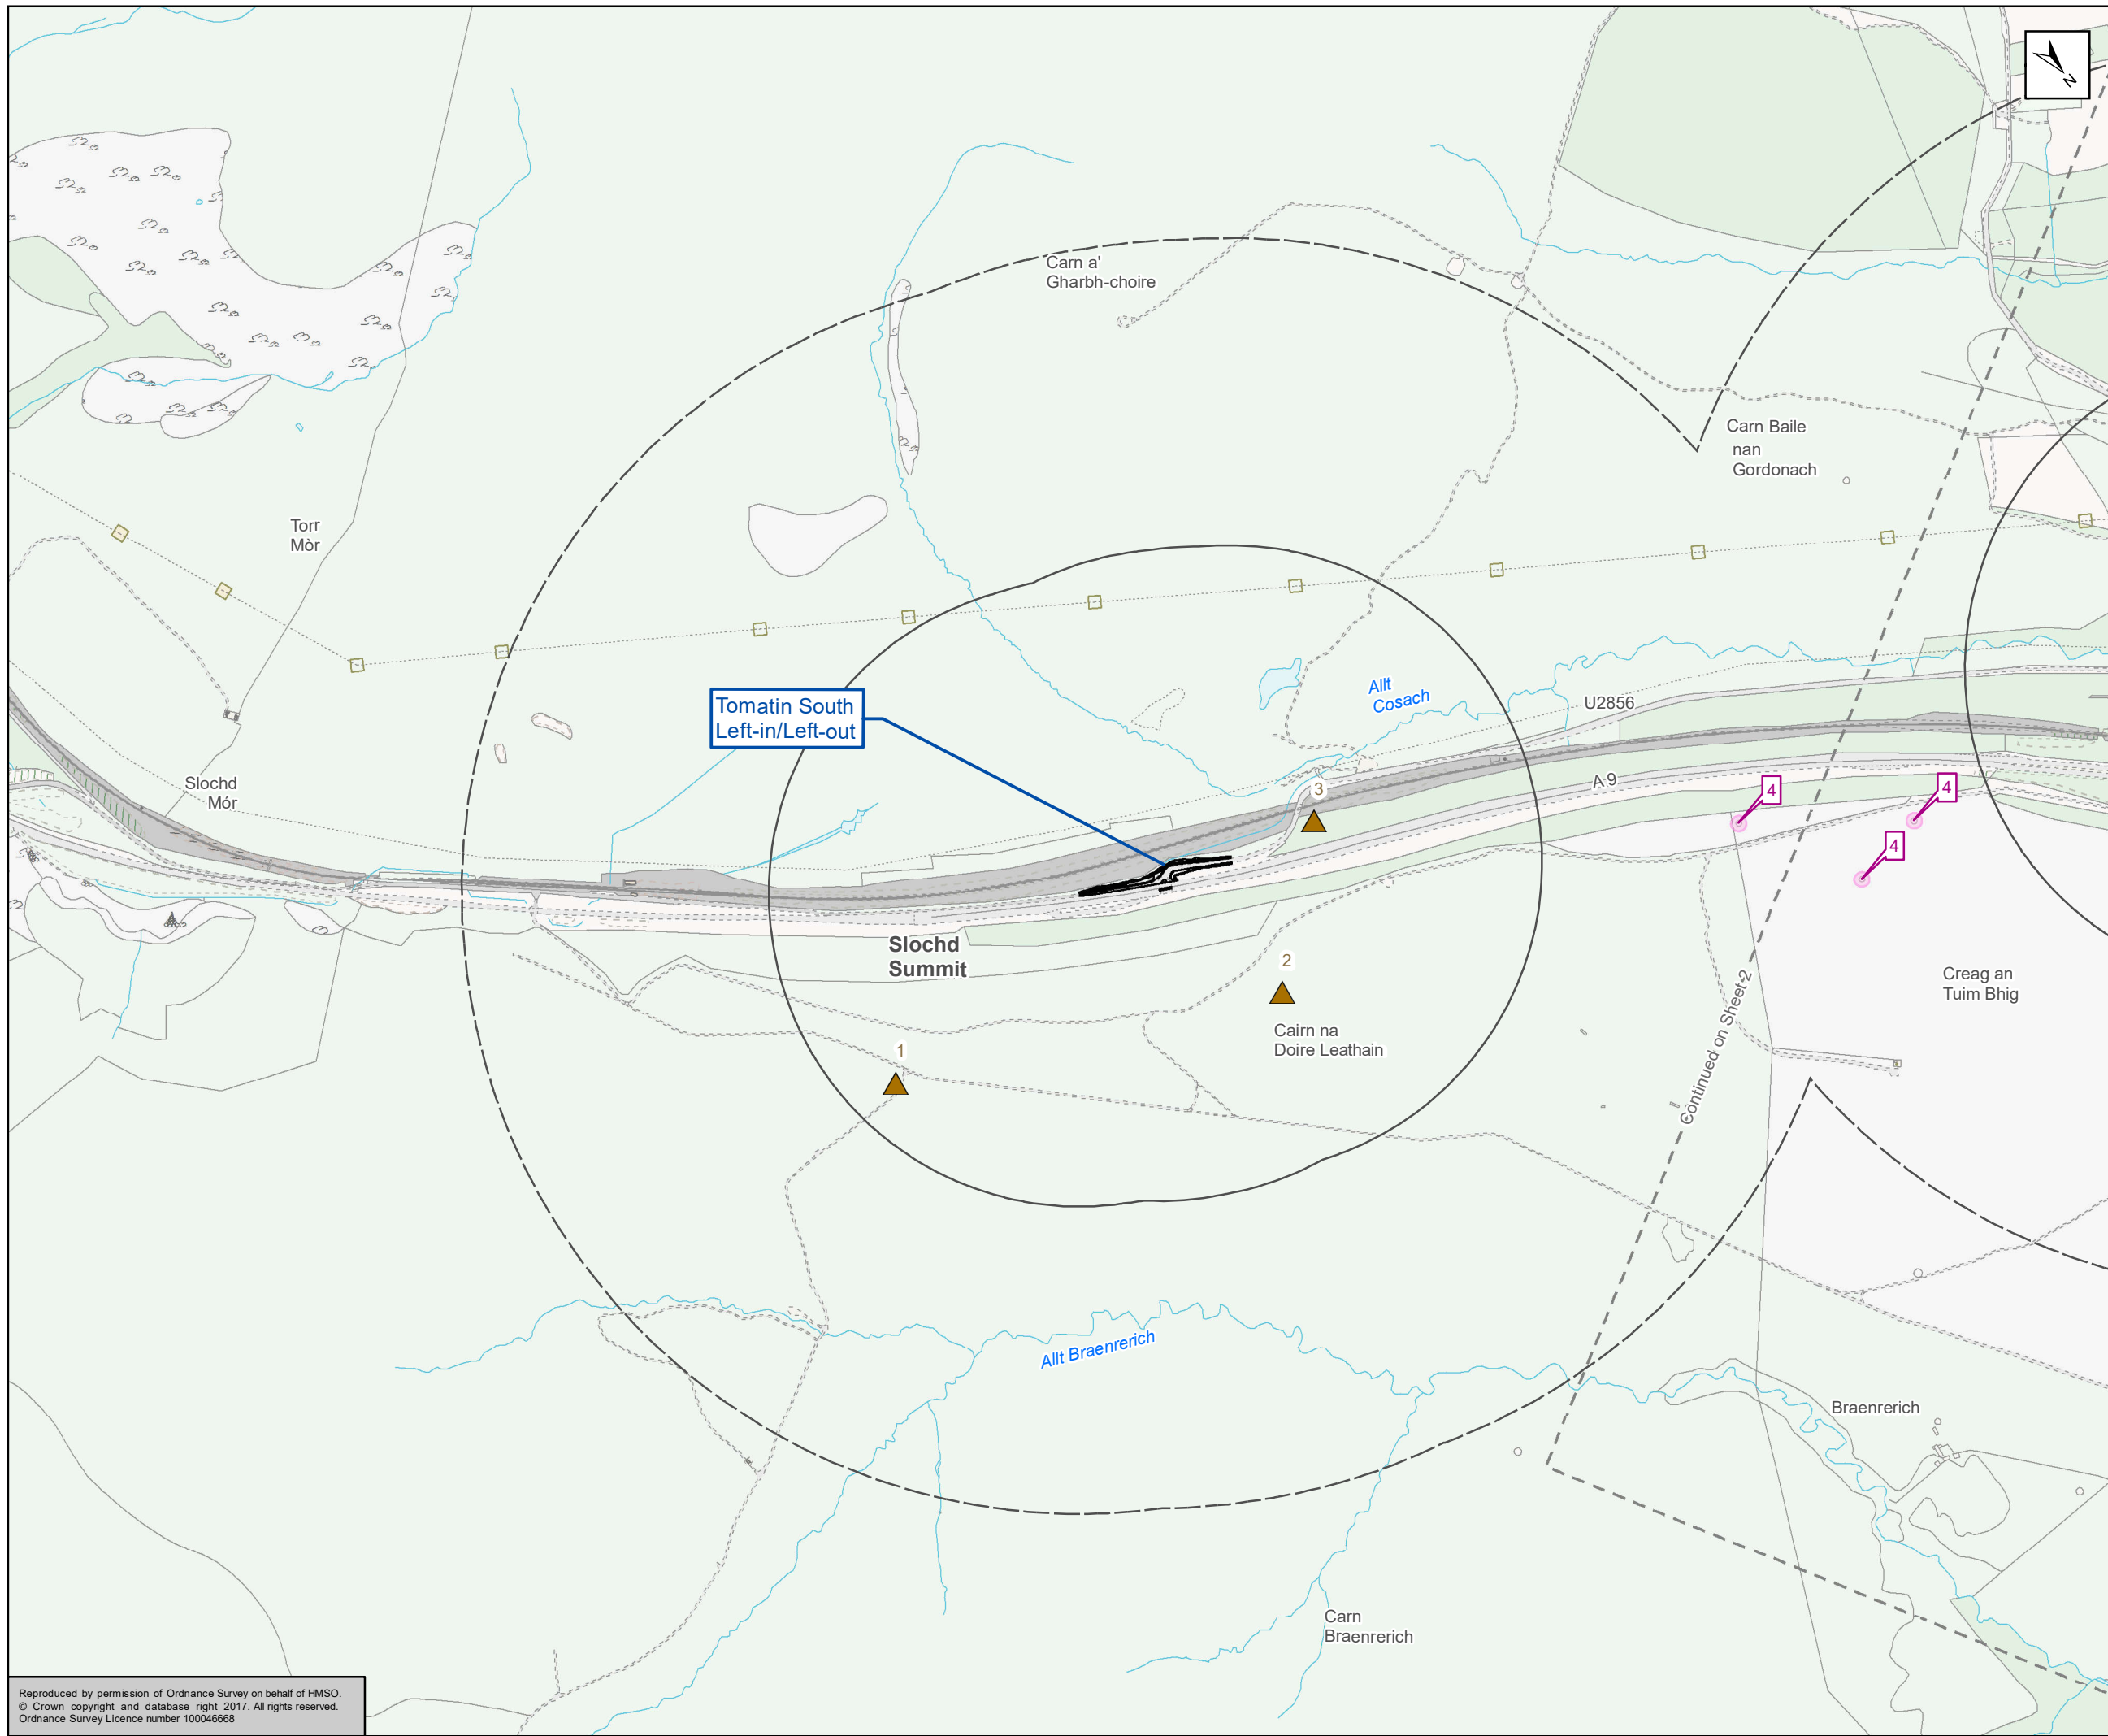 N
Carn a'
Gharbh-choire
Carn Baile
nan
Gordonach
Torr
Mòr
Allt
Cosach
Tomatin South
Left-in/Left-out
U2856
Slochd
Mór
A 9
3
4
4
4
Slochd
Summit
2
Creag an
Tuim Bhig
Cairn na
Doire Leathain
1
Continued on Sheet 2
Allt Braenrerich
Braenrerich
Carn
Braenrerich
Reproduced by permission of Ordnance Survey on behalf of HMSO.
© Crown copyright and database right 2017. All rights reserved.
Ordnance Survey Licence number 100046668